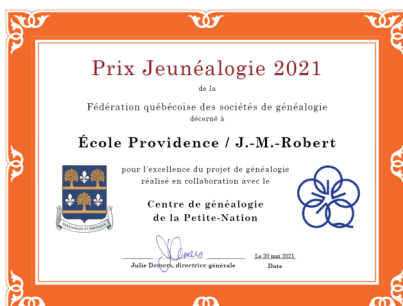 Prix Jeunéalogie 2021
de la
Fédération québécoise des sociétés de généalogie
décerné à
École Providence / J.-M.-Robert
pour l'excellence du projet de généalogie
réalisé en collaboration avec le
Centre de généalogie
de la Petite-Nation
Le 20 mai 2021
Julie Demers, directrice générale
Date